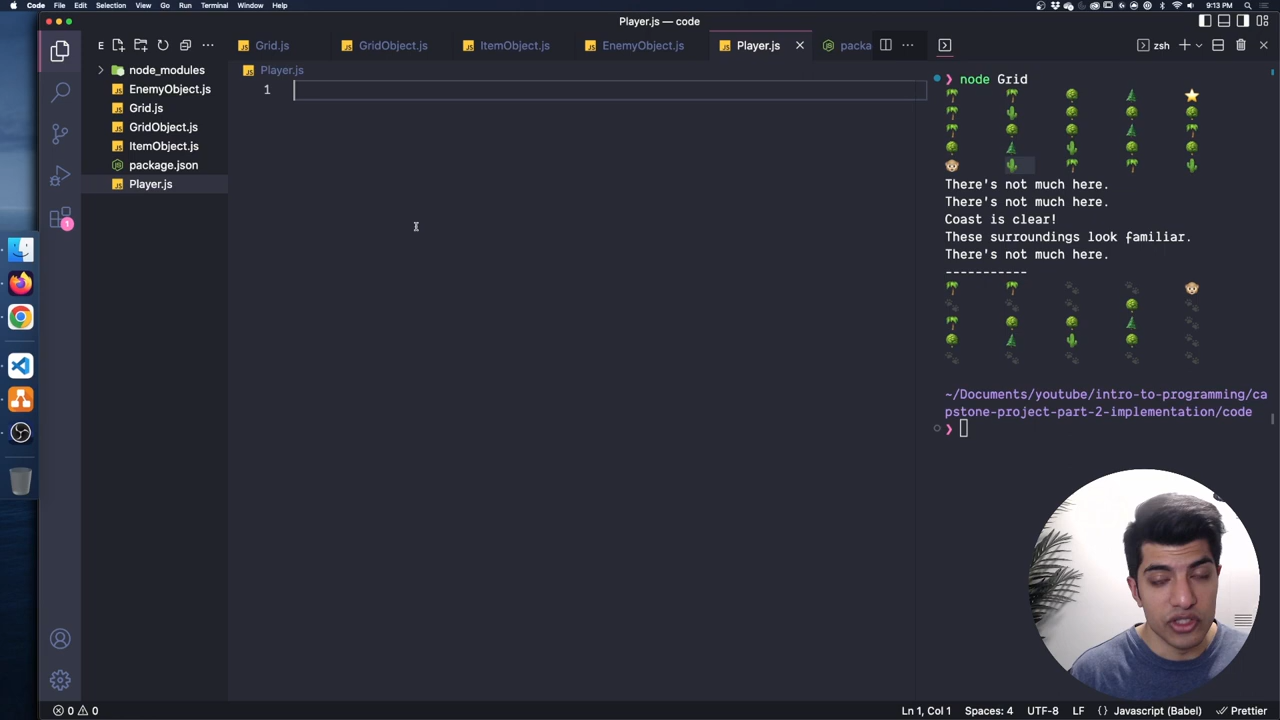 Code File Edit Selection View Go Run Terminal Window Help 9:13 PM
Player.js — code
E Grid.js GridObject.js ItemObject.js EnemyObject.js Player.js packa zsh
node_modules
EnemyObject.js
Grid.js
GridObject.js
ItemObject.js
package.json
Player.js
1
Player.js
1
❯ node Grid
There's not much here.
There's not much here.
Coast is clear!
These surroundings look familiar.
There's not much here.
-----------
~/Documents/youtube/intro-to-programming/ca
pstone-project-part-2-implementation/code
❯
0 0 Ln 1, Col 1 Spaces: 4 UTF-8 LF {} Javascript (Babel) Prettier